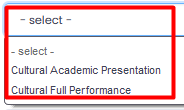 - select -
- select -
Cultural Academic Presentation
Cultural Full Performance